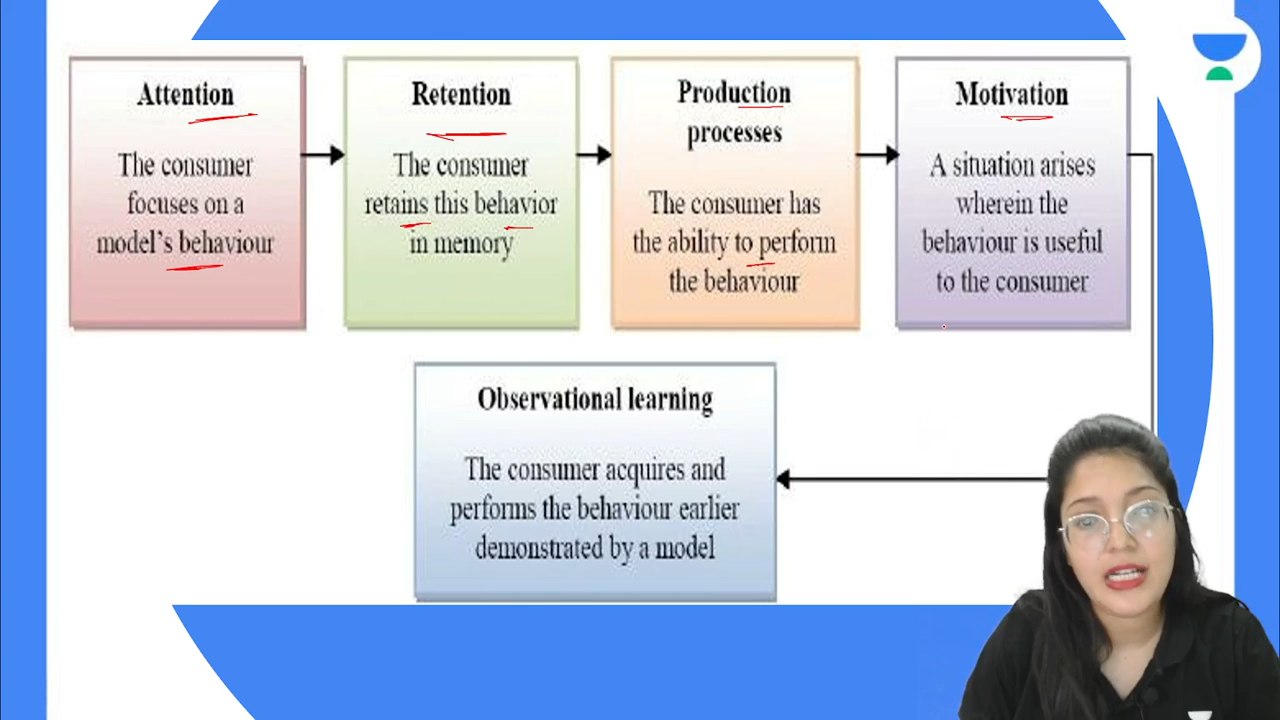 Attention
The consumer
focuses on a
model's behaviour
Retention
The consumer
retains this behavior
in memory
Production
processes
The consumer has
the ability to perform
the behaviour
Motivation
A situation arises
wherein the
behaviour is useful
to the consumer
Observational learning
The consumer acquires and
performs the behaviour earlier
demonstrated by a model